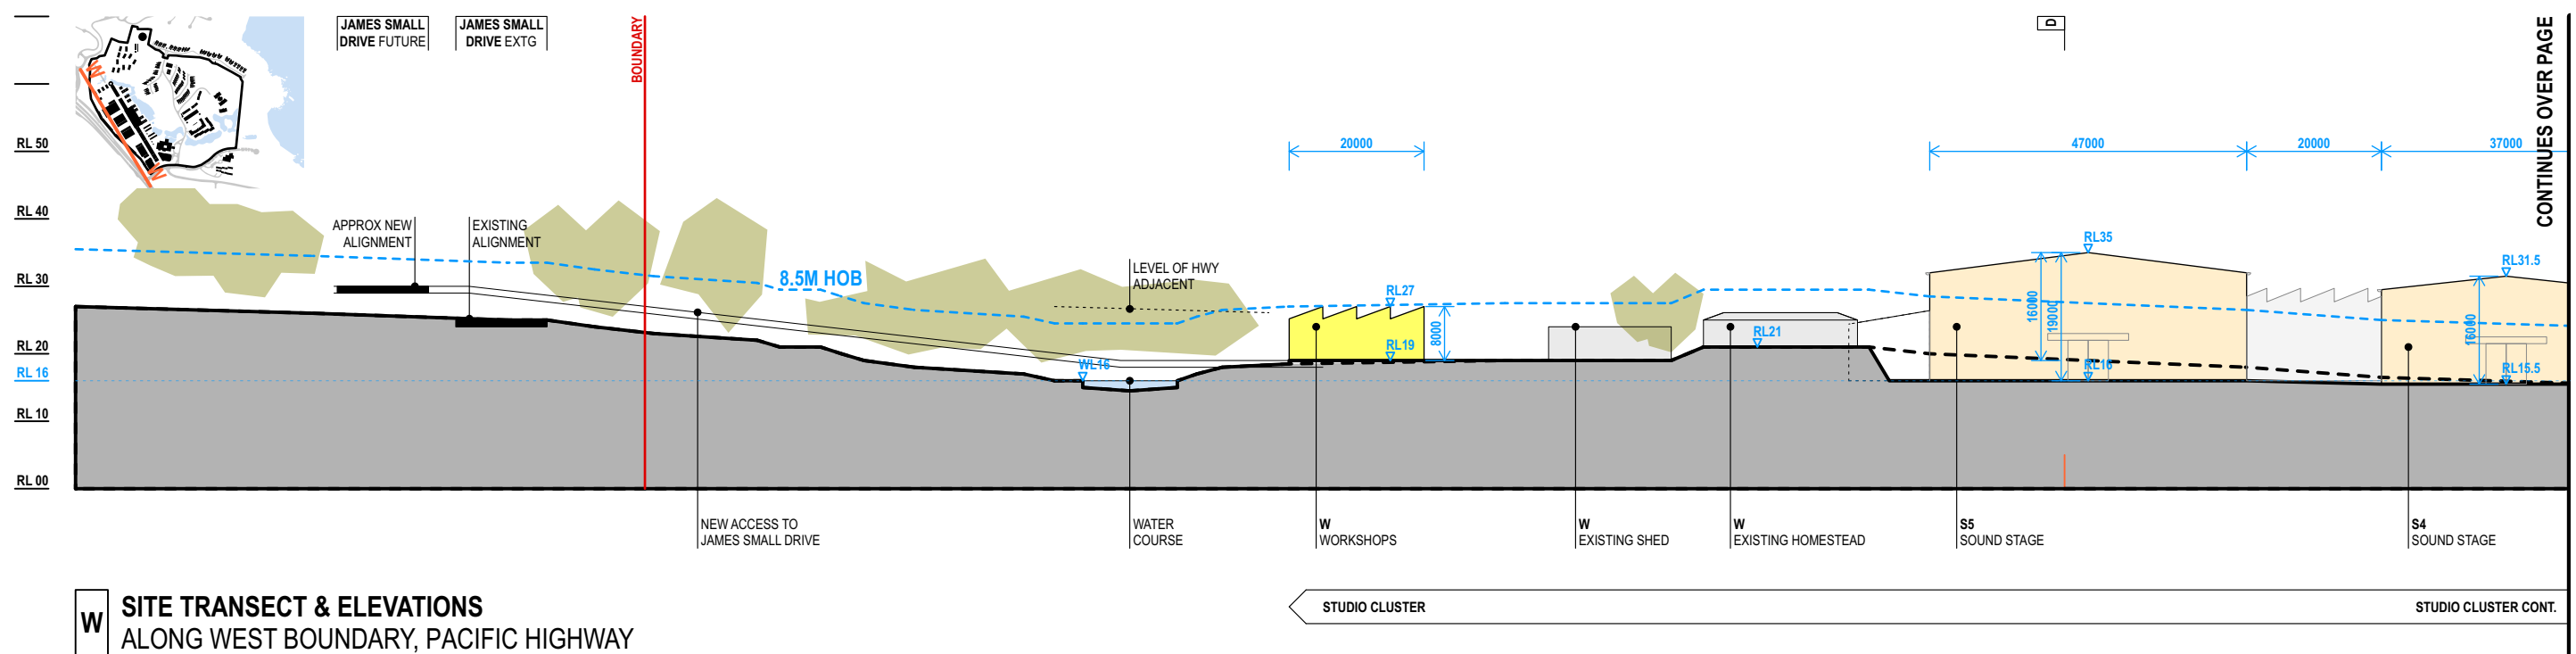 JAMES SMALL
DRIVE FUTURE
JAMES SMALL
DRIVE EXTG
BOUNDARY
D
CONTINUES OVER PAGE
W
W
RL 50
RL 40
RL 30
RL 20
RL 16
RL 10
RL 00
20000
47000
20000
37000
APPROX NEW
ALIGNMENT
EXISTING
ALIGNMENT
8.5M HOB
LEVEL OF HWY
ADJACENT
WL16
RL27
RL19
8000
RL21
RL35
16000
19000
RL16
RL31.5
16000
RL15.5
NEW ACCESS TO
JAMES SMALL DRIVE
WATER
COURSE
W
WORKSHOPS
W
EXISTING SHED
W
EXISTING HOMESTEAD
S5
SOUND STAGE
S4
SOUND STAGE
W
SITE TRANSECT & ELEVATIONS
ALONG WEST BOUNDARY, PACIFIC HIGHWAY
STUDIO CLUSTER
STUDIO CLUSTER CONT.